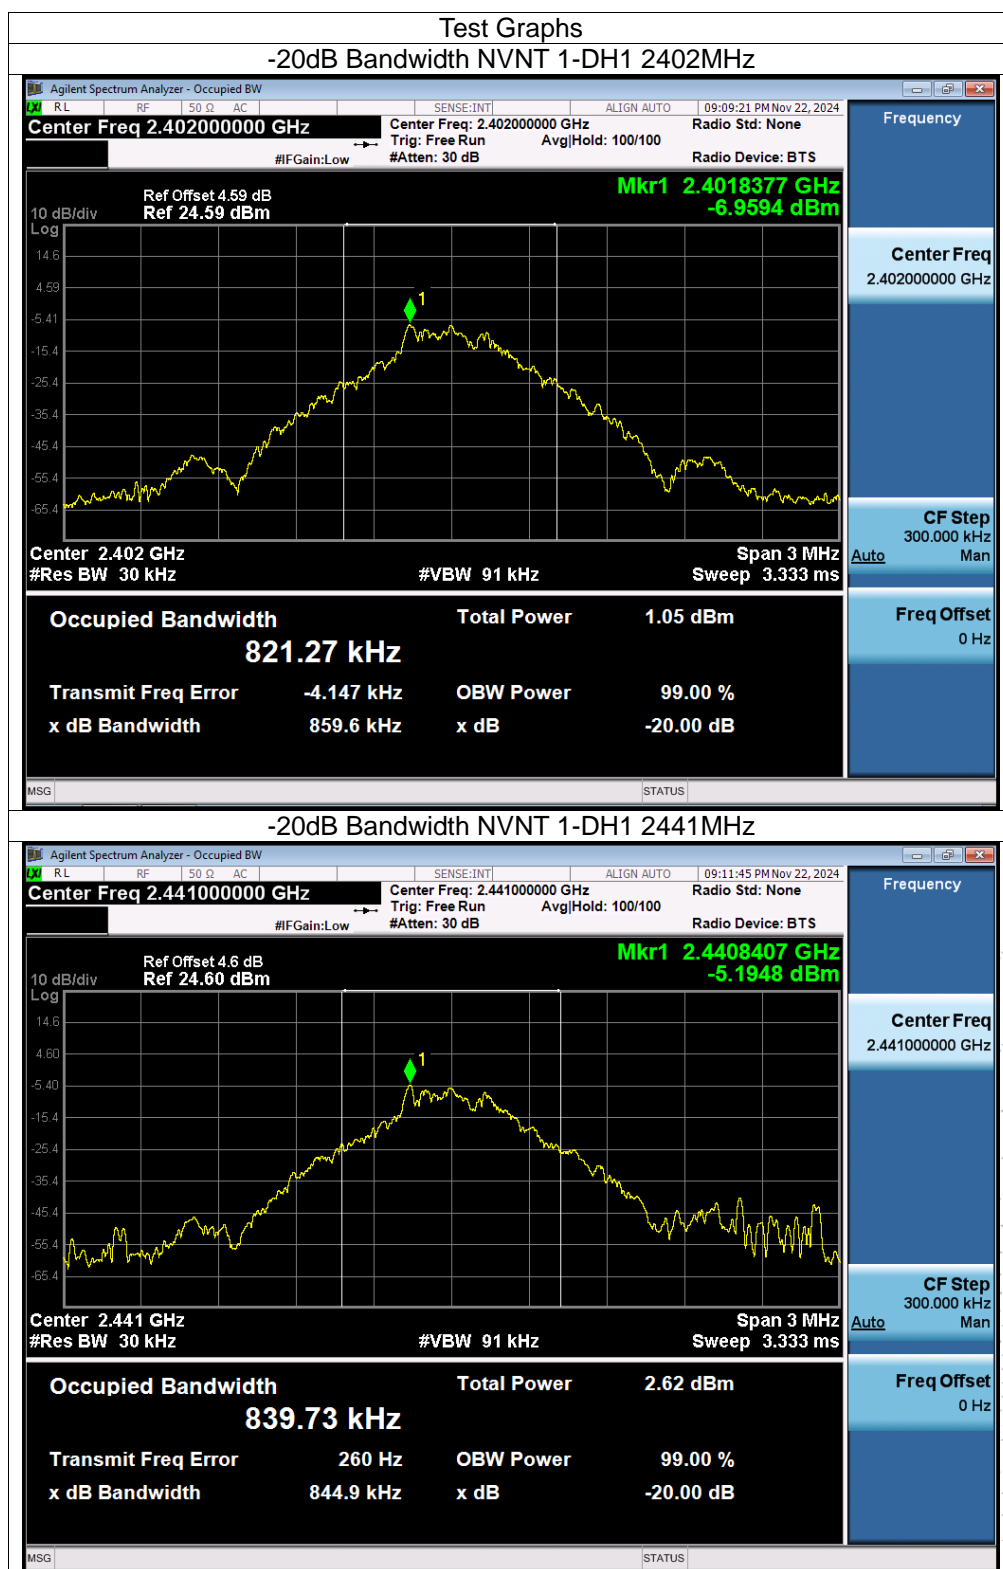 Test Graphs
-20dB Bandwidth NVNT 1-DH1 2402MHz
Agilent Spectrum Analyzer - Occupied BW
LXI RL RF 50 Ω AC SENSE:INT ALIGN AUTO 09:09:21 PM Nov 22, 2024
Center Freq 2.402000000 GHz Center Freq: 2.402000000 GHz Radio Std: None Frequency
Trig: Free Run Avg|Hold: 100/100
#IFGain:Low #Atten: 30 dB Radio Device: BTS
Mkr1 2.4018377 GHz
-6.9594 dBm
Ref Offset 4.59 dB
10 dB/div Ref 24.59 dBm
Log
14.6
4.59
-5.41
-15.4
-25.4
-35.4
-45.4
-55.4
-65.4
1
Center Freq
2.402000000 GHz
Center 2.402 GHz Span 3 MHz
#Res BW 30 kHz #VBW 91 kHz Sweep 3.333 ms
CF Step
300.000 kHz
Auto Man
Occupied Bandwidth Total Power 1.05 dBm
821.27 kHz
Transmit Freq Error -4.147 kHz OBW Power 99.00 %
x dB Bandwidth 859.6 kHz x dB -20.00 dB
Freq Offset
0 Hz
MSG STATUS
-20dB Bandwidth NVNT 1-DH1 2441MHz
Agilent Spectrum Analyzer - Occupied BW
LXI RL RF 50 Ω AC SENSE:INT ALIGN AUTO 09:11:45 PM Nov 22, 2024
Center Freq 2.441000000 GHz Center Freq: 2.441000000 GHz Radio Std: None Frequency
Trig: Free Run Avg|Hold: 100/100
#IFGain:Low #Atten: 30 dB Radio Device: BTS
Mkr1 2.4408407 GHz
-5.1948 dBm
Ref Offset 4.6 dB
10 dB/div Ref 24.60 dBm
Log
14.6
4.60
-5.40
-15.4
-25.4
-35.4
-45.4
-55.4
-65.4
1
Center Freq
2.441000000 GHz
Center 2.441 GHz Span 3 MHz
#Res BW 30 kHz #VBW 91 kHz Sweep 3.333 ms
CF Step
300.000 kHz
Auto Man
Occupied Bandwidth Total Power 2.62 dBm
839.73 kHz
Transmit Freq Error 260 Hz OBW Power 99.00 %
x dB Bandwidth 844.9 kHz x dB -20.00 dB
Freq Offset
0 Hz
MSG STATUS